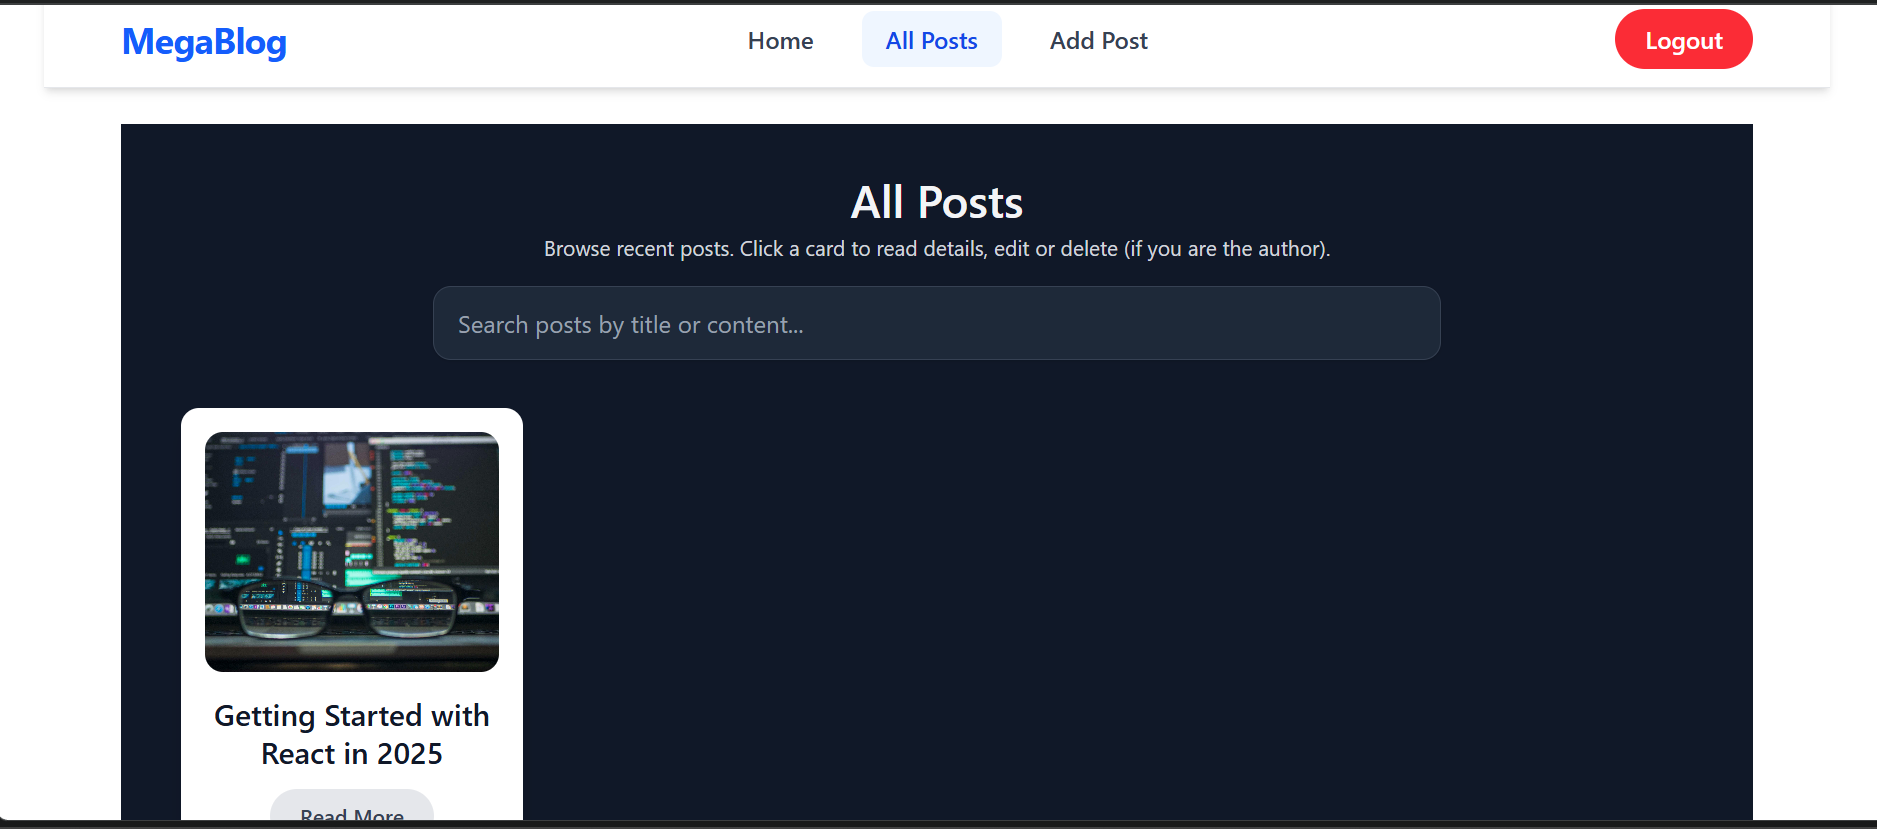 MegaBlog
Home
All Posts
Add Post
Logout
All Posts
Browse recent posts. Click a card to read details, edit or delete (if you are the author).
Search posts by title or content...
Getting Started with
React in 2025
Read More